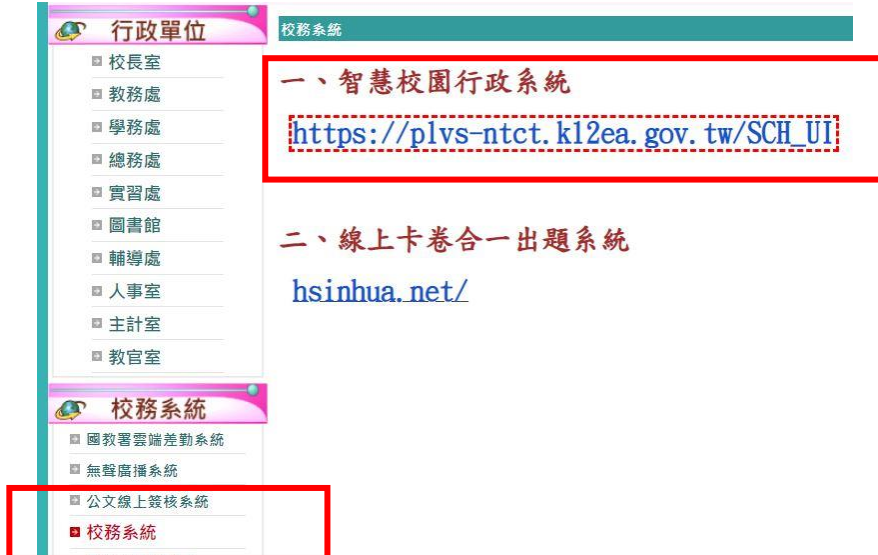 行政單位
校長室
教務處
學務處
總務處
實習處
圖書館
輔導處
人事室
主計室
教官室
校務系統
國教署雲端差勤系統
無聲廣播系統
公文線上簽核系統
校務系統
校務系統
一、智慧校園行政系統
https://plvs-ntct.k12ea.gov.tw/SCH_UI
二、線上卡卷合一出題系統
hsinhua.net/